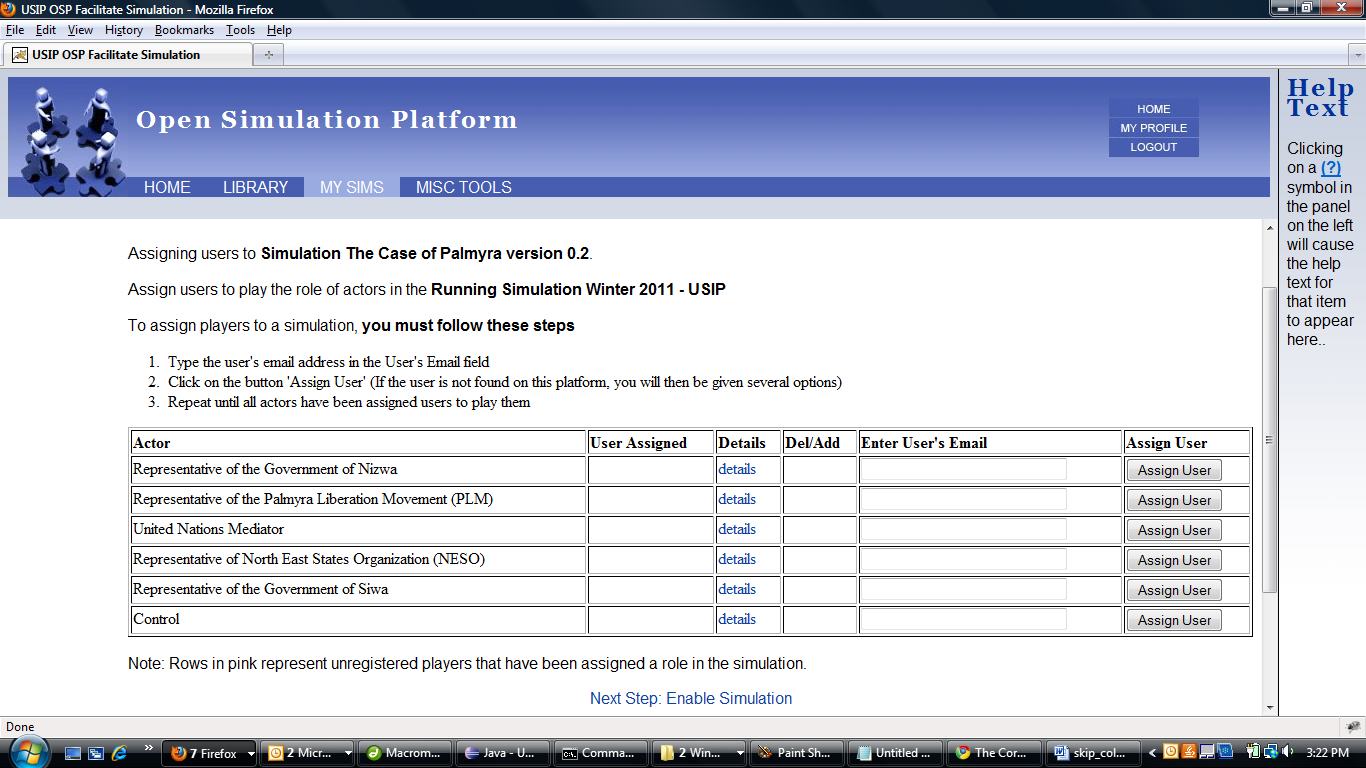 USIP OSP Facilitate Simulation - Mozilla Firefox
File Edit View History Bookmarks Tools Help
USIP OSP Facilitate Simulation
Open Simulation Platform
HOME
MY PROFILE
LOGOUT
HOME LIBRARY MY SIMS MISC TOOLS
Help
Text
Clicking
on a (?)
symbol in
the panel
on the left
will cause
the help
text for
that item
to appear
here..
Assigning users to Simulation The Case of Palmyra version 0.2.
Assign users to play the role of actors in the Running Simulation Winter 2011 - USIP
To assign players to a simulation, you must follow these steps
1. Type the user's email address in the User's Email field
2. Click on the button 'Assign User' (If the user is not found on this platform, you will then be given several options)
3. Repeat until all actors have been assigned users to play them
Actor User Assigned Details Del/Add Enter User's Email Assign User
Representative of the Government of Nizwa details Assign User
Representative of the Palmyra Liberation Movement (PLM) details Assign User
United Nations Mediator details Assign User
Representative of North East States Organization (NESO) details Assign User
Representative of the Government of Siwa details Assign User
Control details Assign User
Note: Rows in pink represent unregistered players that have been assigned a role in the simulation.
Next Step: Enable Simulation
Done
7 Firefox 2 Micr... Macrom... Java - U... Comma... 2 Win... Paint Sh... Untitled ... The Cor... skip_col... 3:22 PM